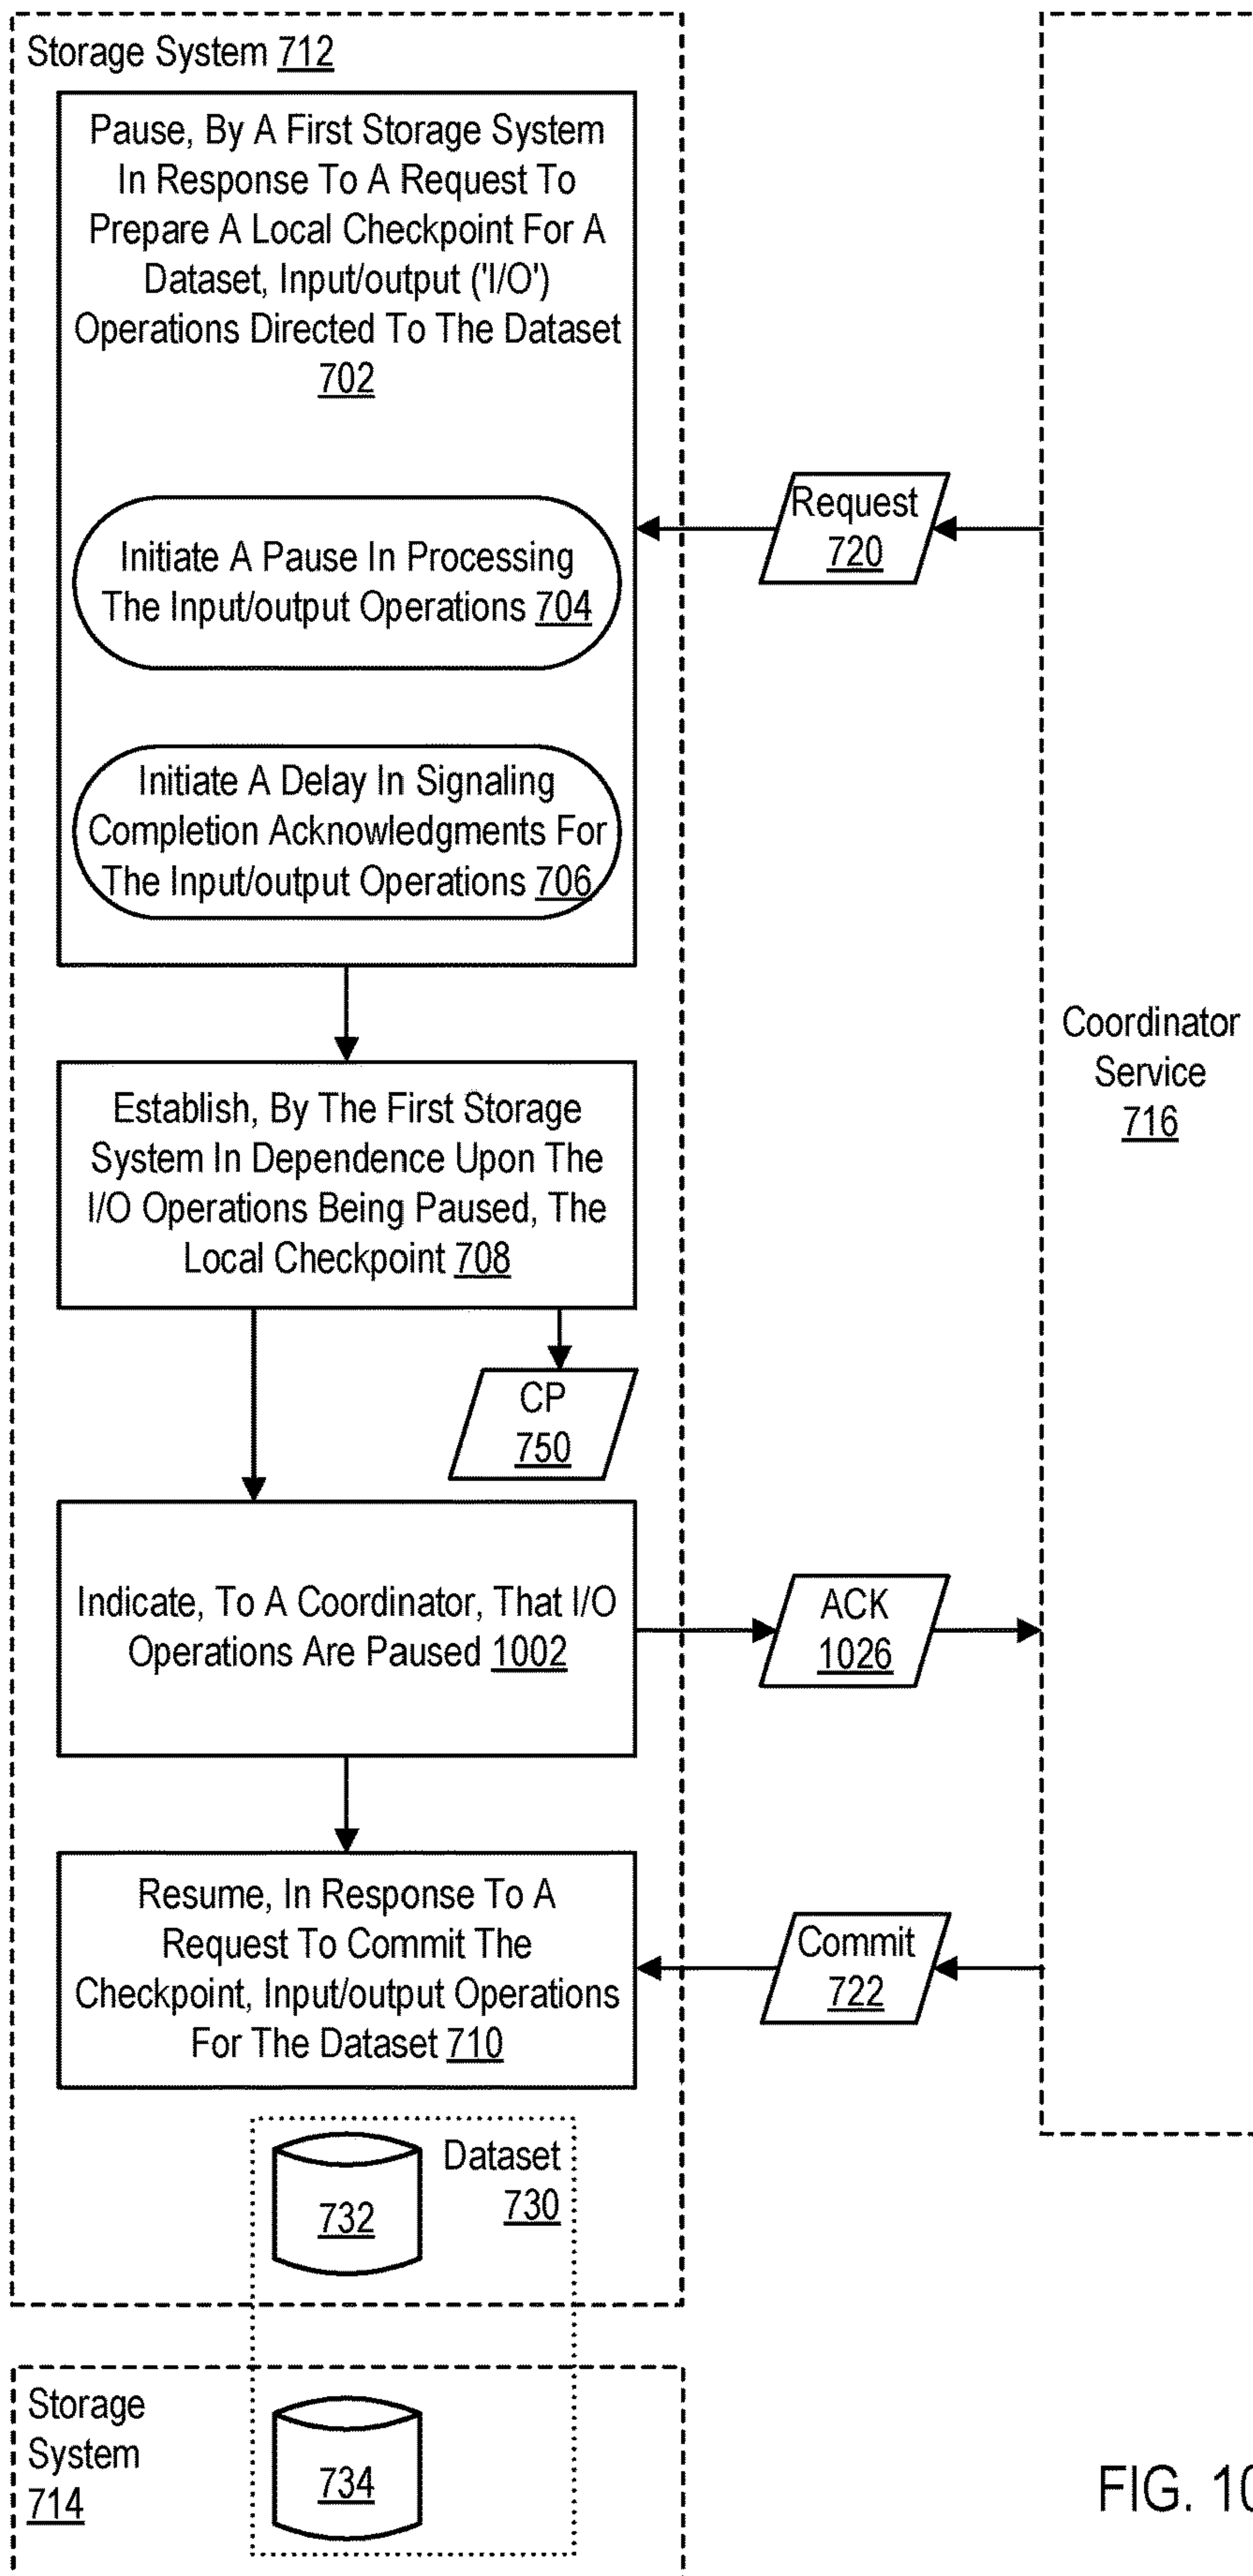 Storage System 712
Pause, By A First Storage System
In Response To A Request To
Prepare A Local Checkpoint For A
Dataset, Input/output ('I/O')
Operations Directed To The Dataset
702
Initiate A Pause In Processing
The Input/output Operations 704
Request
720
Initiate A Delay In Signaling
Completion Acknowledgments For
The Input/output Operations 706
Coordinator
Service
716
Establish, By The First Storage
System In Dependence Upon The
I/O Operations Being Paused, The
Local Checkpoint 708
CP
750
Indicate, To A Coordinator, That I/O
Operations Are Paused 1002
ACK
1026
Resume, In Response To A
Request To Commit The
Checkpoint, Input/output Operations
For The Dataset 710
Commit
722
Dataset
730
732
Storage
System
714
734
FIG. 10